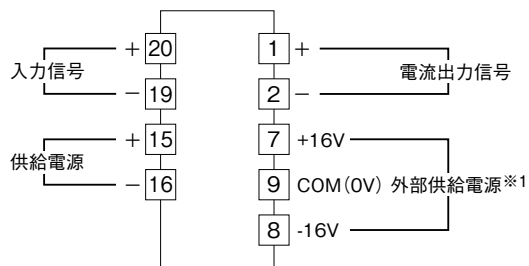 入力信号
+ 20
− 19
供給電源
+ 15
− 16
1 +
2 −
電流出力信号
7 +16V
9 COM(0V) 外部供給電源※1
8 -16V